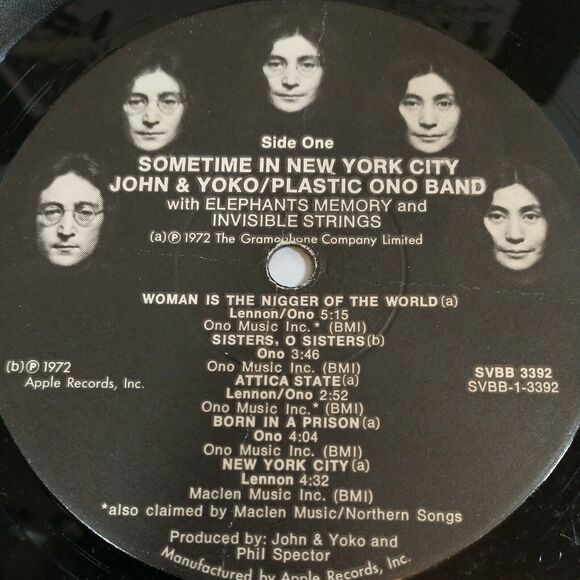 Side One
SOMETIME IN NEW YORK CITY
JOHN & YOKO/PLASTIC ONO BAND
with ELEPHANTS MEMORY and
INVISIBLE STRINGS
(a)℗ 1972 The Gramophone Company Limited
WOMAN IS THE NIGGER OF THE WORLD(a)
Lennon/Ono 5:15
Ono Music Inc.* (BMI)
SISTERS, O SISTERS(b)
Ono 3:46
Ono Music Inc. (BMI)
(b)℗ 1972
Apple Records, Inc.
SVBB 3392
SVBB-1-3392
ATTICA STATE(a)
Lennon/Ono 2:52
Ono Music Inc.* (BMI)
BORN IN A PRISON(a)
Ono 4:04
Ono Music Inc. (BMI)
NEW YORK CITY(a)
Lennon 4:32
Maclen Music Inc. (BMI)
*also claimed by Maclen Music/Northern Songs
Produced by: John & Yoko and
Phil Spector
Manufactured by Apple Records, Inc.